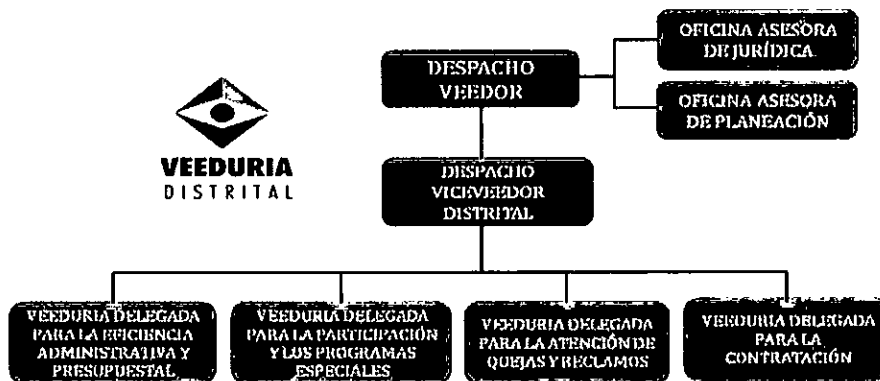 OFICINA ASESORA
DE JURÍDICA
DESPACHO
VEEDOR
OFICINA ASESORA
DE PLANEACIÓN
VEEDURIA
DISTRITAL
DESPACHO
VICEVEEDOR
DISTRITAL
VEEDURIA DELEGADA
PARA LA EFICIENCIA
ADMINISTRATIVA Y
PRESUPUESTAL
VEEDURIA DELEGADA
PARA LA PARTICIPACIÓN
Y LOS PROGRAMAS
ESPECIALES
VEEDURIA DELEGADA
PARA LA ATENCIÓN DE
QUEJAS Y RECLAMOS
VEEDURIA DELEGADA
PARA LA
CONTRATACIÓN